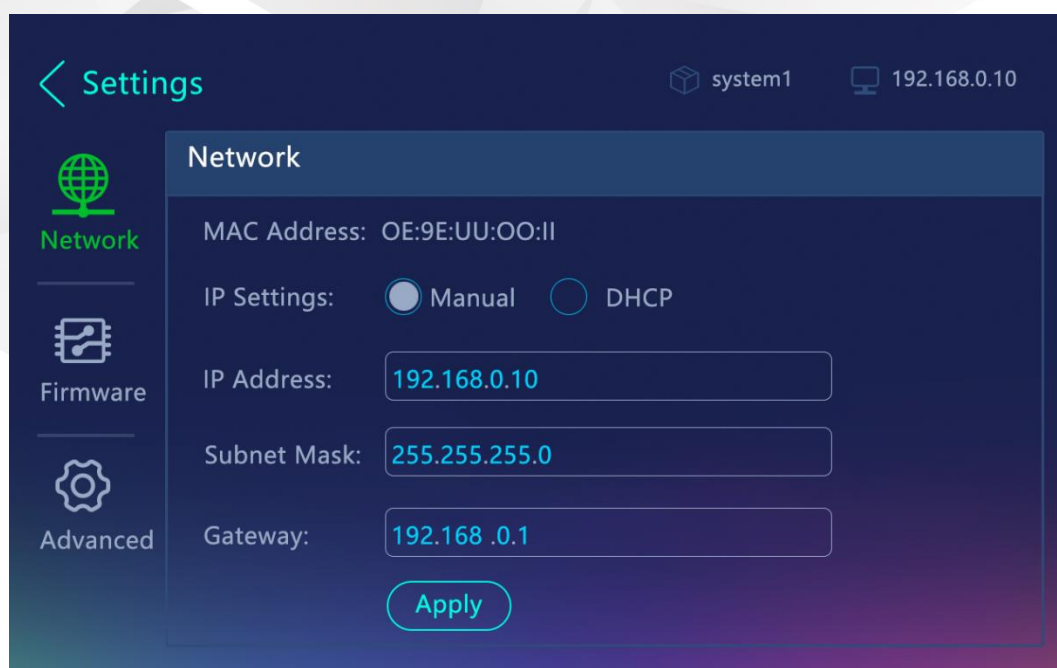 Settings
system1
192.168.0.10
Network
Network
MAC Address: OE:9E:UU:OO:II
IP Settings: Manual DHCP
Firmware
IP Address: 192.168.0.10
Subnet Mask: 255.255.255.0
Advanced
Gateway: 192.168 .0.1
Apply